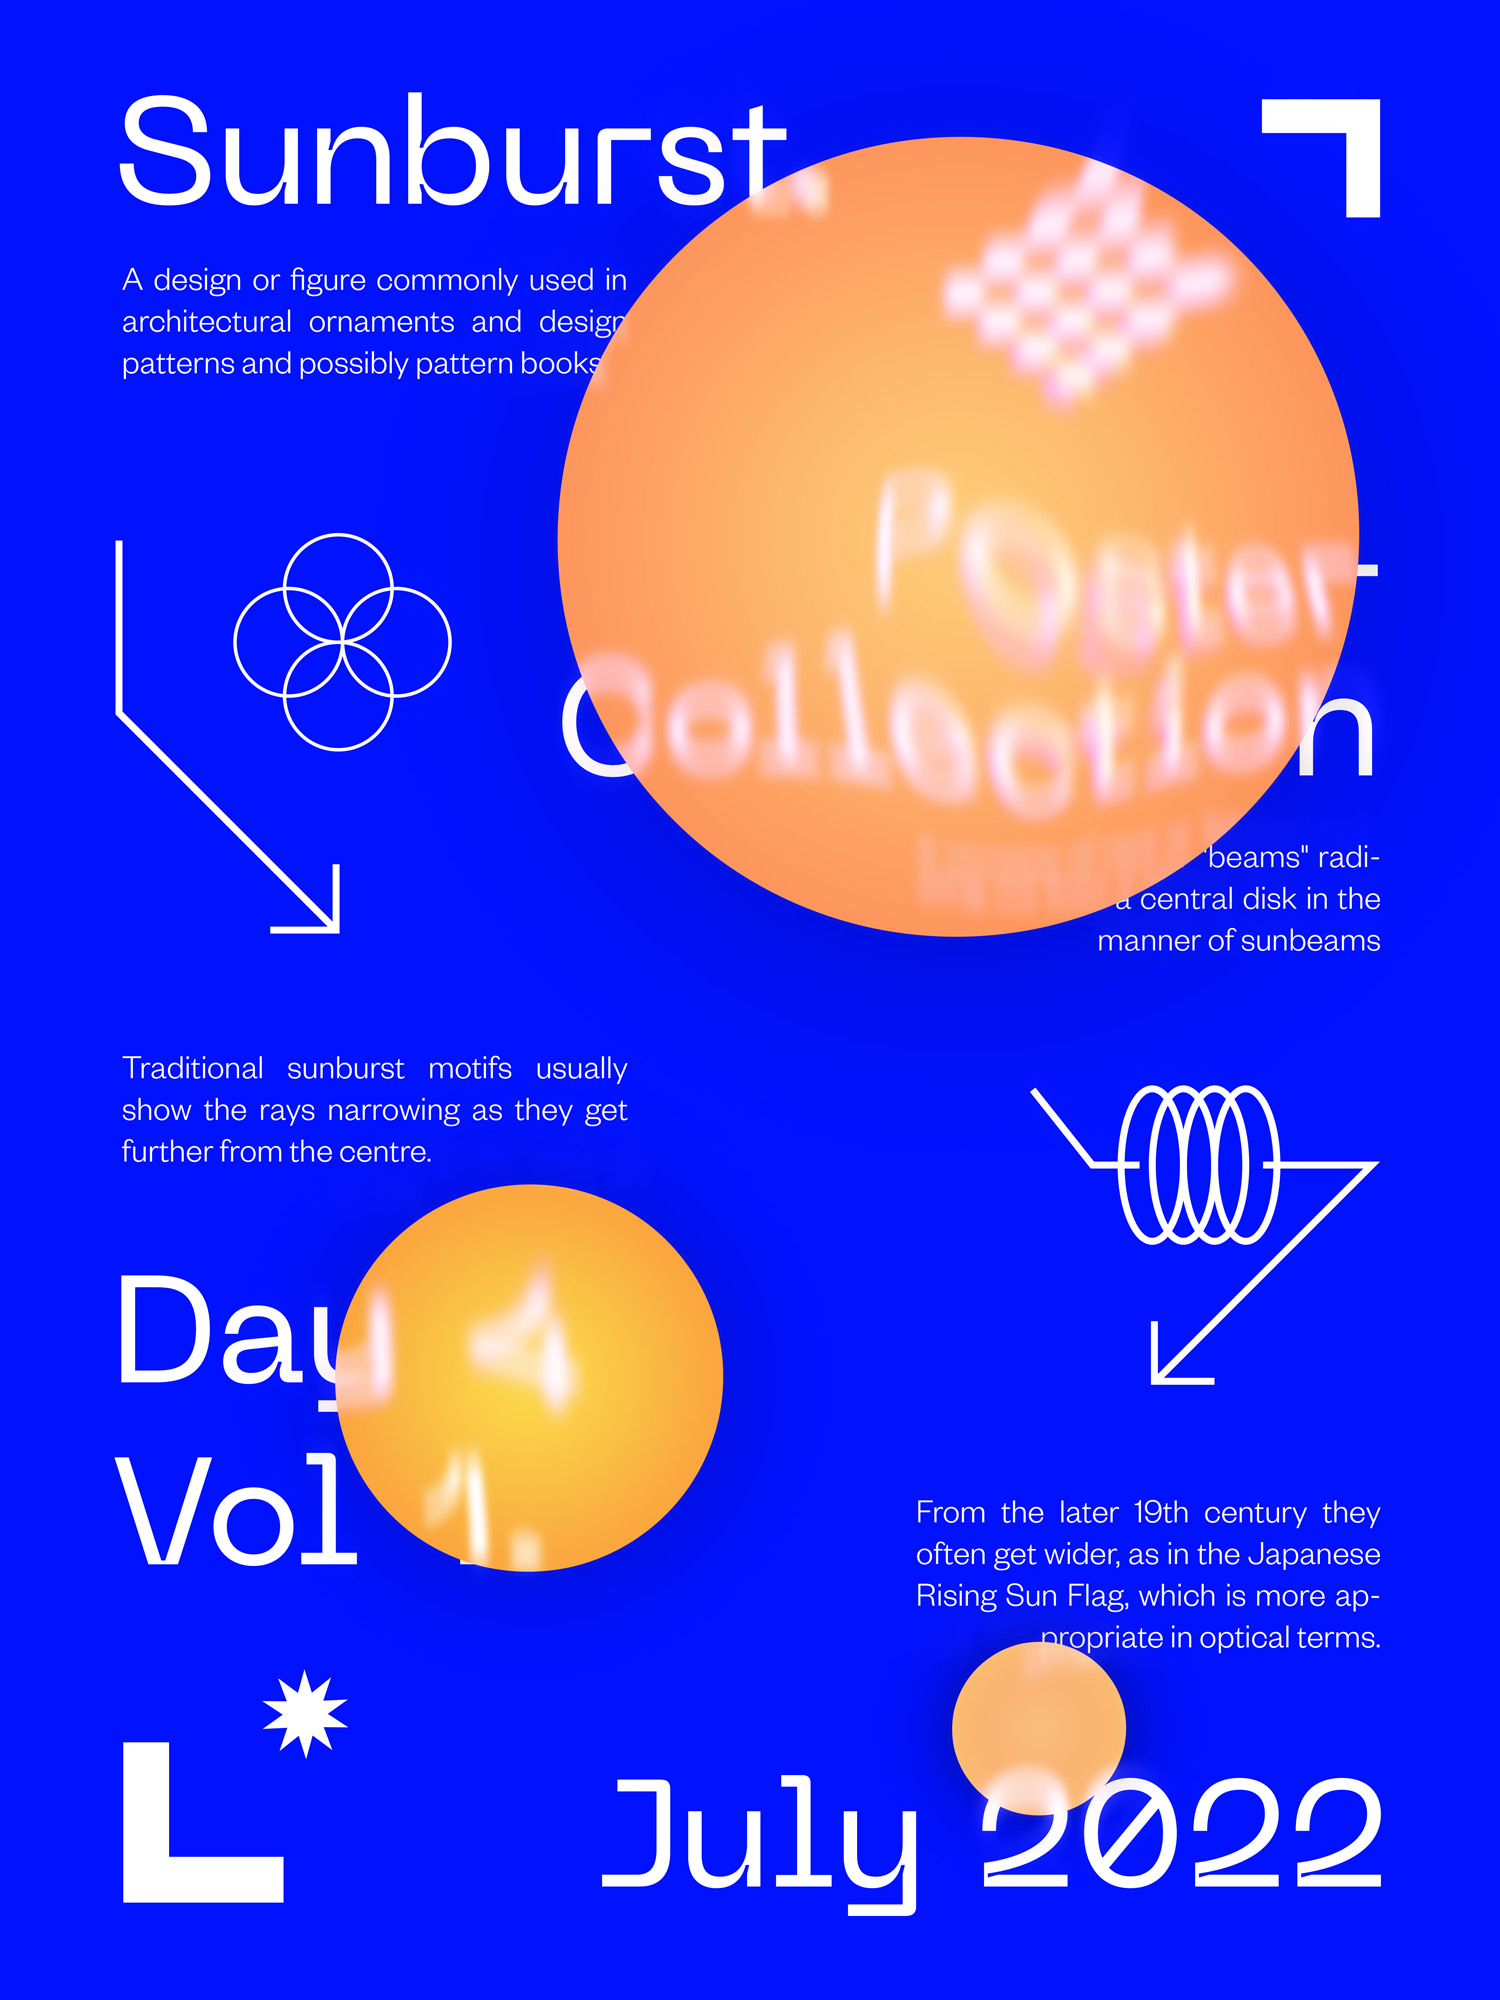 Sunburst
A design or figure commonly used in
architectural ornaments and design
patterns and possibly pattern books
Poster
Collection
"beams" radi-
a central disk in the
manner of sunbeams
Traditional sunburst motifs usually
show the rays narrowing as they get
further from the centre.
Day 4
Vol 1.
From the later 19th century they
often get wider, as in the Japanese
Rising Sun Flag, which is more ap-
propriate in optical terms.
July 2022